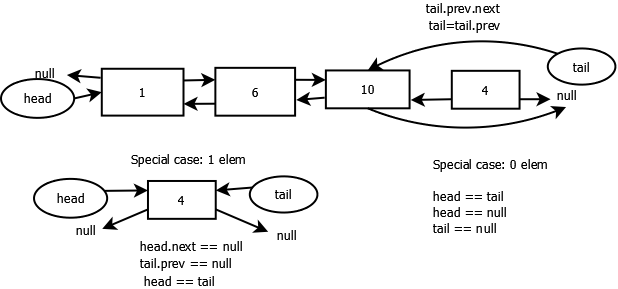 tail.prev.next
tail=tail.prev
null
head
1
6
10
4
tail
null
Special case: 1 elem
head
4
tail
null
null
head.next == null
tail.prev == null
head == tail
Special case: 0 elem
head == tail
head == null
tail == null